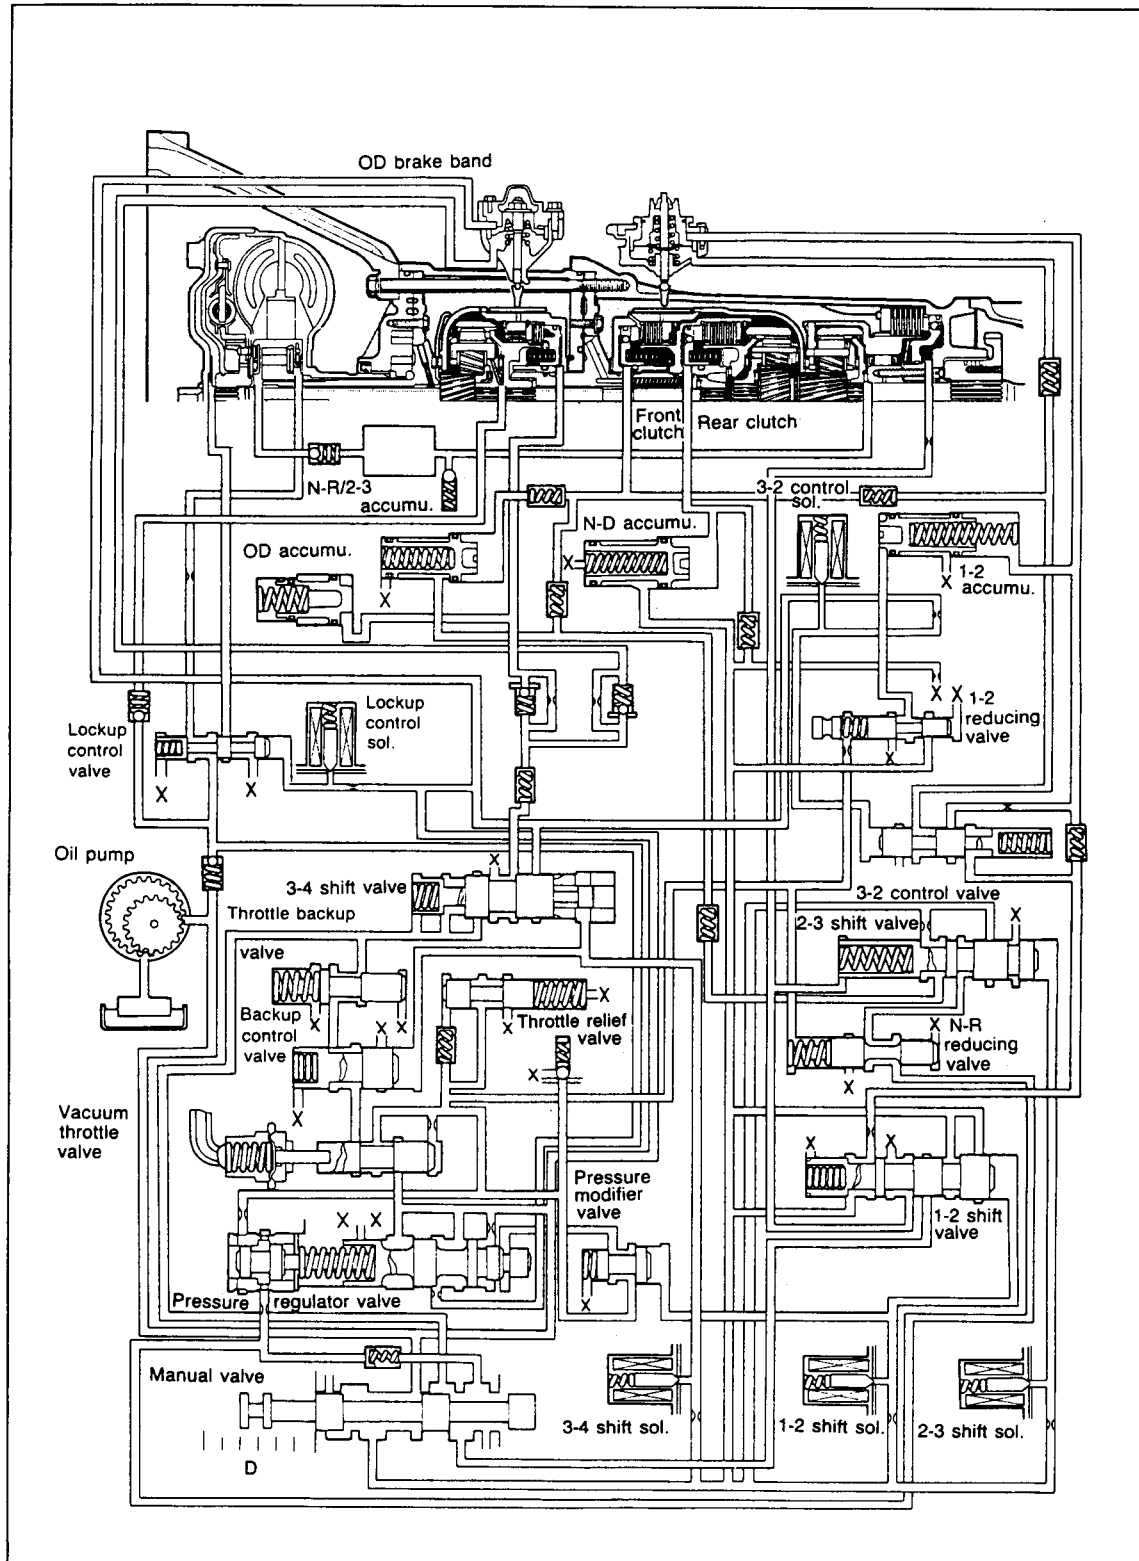 OD brake band
Front
clutch
Rear clutch
N-R/2-3
accumu.
3-2 control
sol.
N-D accumu.
OD accumu.
X
X
X
1-2
accumu.
X
X
1-2
reducing
valve
Lockup
control
sol.
Lockup
control
valve
X
X
X
Oil pump
X
3-4 shift valve
3-2 control valve
Throttle backup
valve
2-3 shift valve
X
X
X
X
Throttle relief
valve
X
Backup
control
valve
X
X
X
X
N-R
reducing
valve
X
X
X
Vacuum
throttle
valve
X
X
Pressure
modifier
valve
X
X
1-2 shift
valve
Pressure
regulator valve
X
Manual valve
3-4 shift sol.
1-2 shift sol.
2-3 shift sol.
D